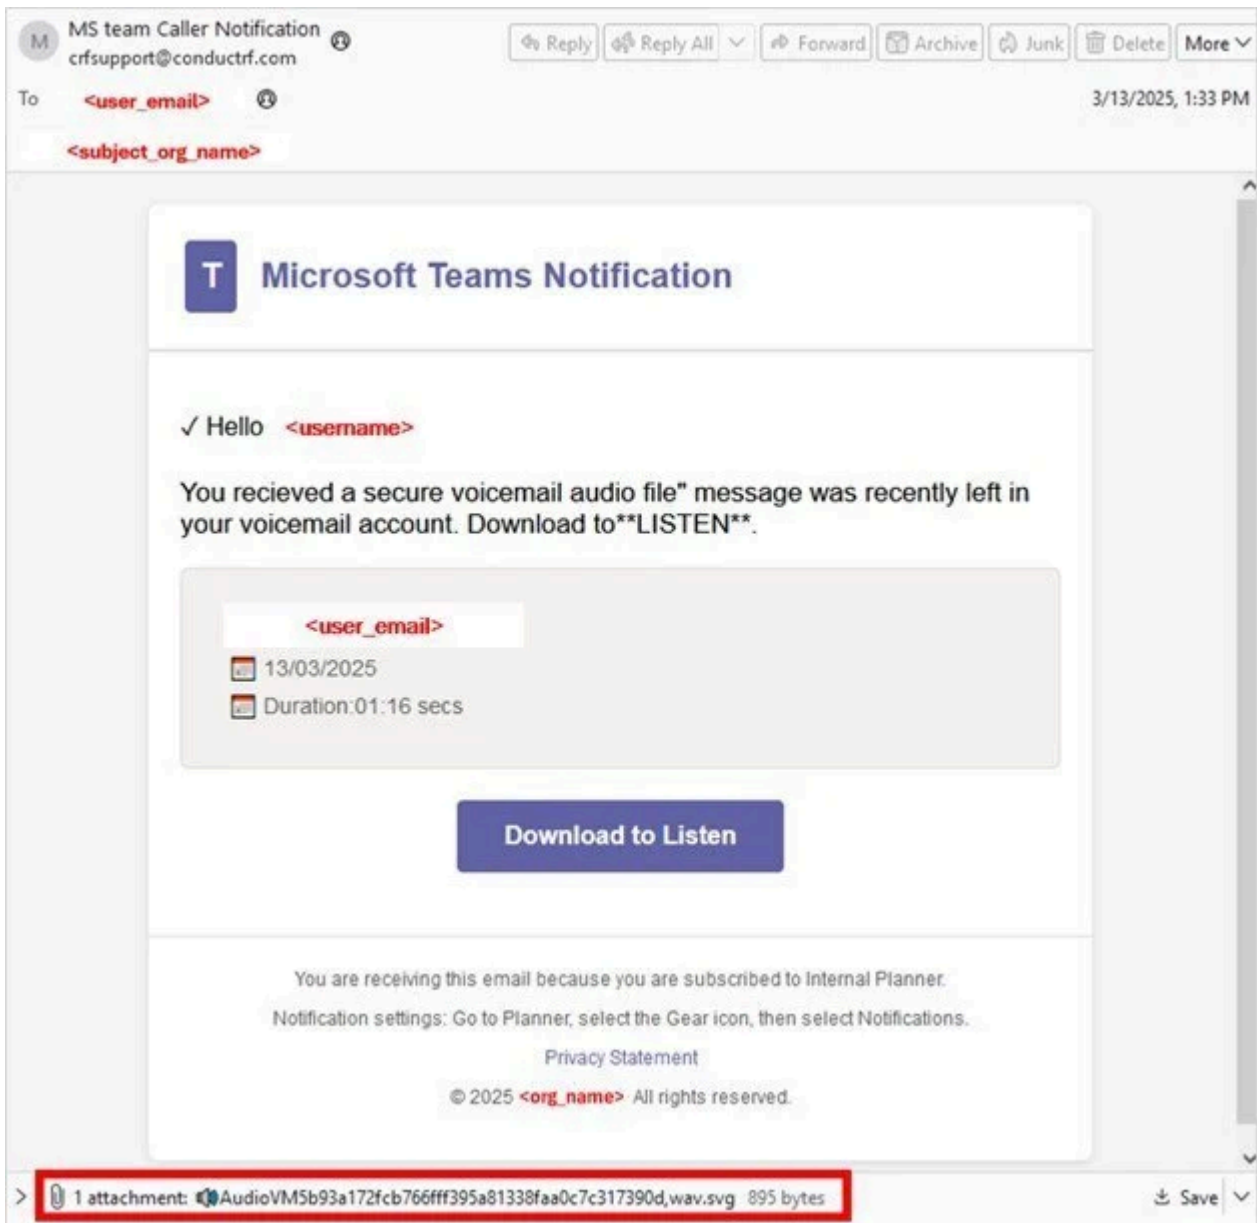 M
MS team Caller Notification
crfsupport@conductrf.com
Reply Reply All Forward Archive Junk Delete More
To <user_email>
3/13/2025, 1:33 PM
<subject_org_name>
T Microsoft Teams Notification
✓ Hello <username>
You recieved a secure voicemail audio file" message was recently left in
your voicemail account. Download to**LISTEN**.
<user_email>
13/03/2025
Duration:01:16 secs
Download to Listen
You are receiving this email because you are subscribed to Internal Planner.
Notification settings: Go to Planner, select the Gear icon, then select Notifications.
Privacy Statement
© 2025 <org_name> All rights reserved.
1 attachment: AudioVM5b93a172fcb766fff395a81338faa0c7c317390d,wav.svg 895 bytes
Save